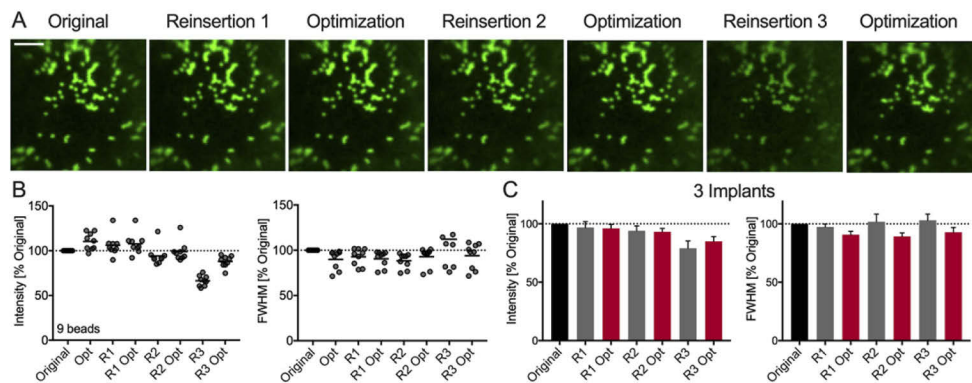 A
Original Reinsertion 1 Optimization Reinsertion 2 Optimization Reinsertion 3 Optimization
B
150
100
50
0
Intensity [% Original]
9 beads
Original Opt R1 R1 Opt R2 R2 Opt R3 R3 Opt
150
100
50
0
FWHM [% Original]
Original Opt R1 R1 Opt R2 R2 Opt R3 R3 Opt
C
3 Implants
150
100
50
0
Intensity [% Original]
Original R1 R1 Opt R2 R2 Opt R3 R3 Opt
150
100
50
0
FWHM [% Original]
Original R1 R1 Opt R2 R2 Opt R3 R3 Opt